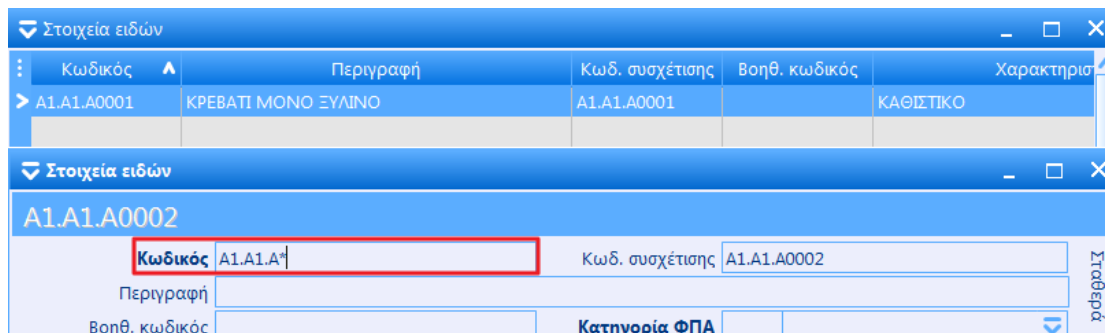 Στοιχεία ειδών
Κωδικός Περιγραφή Κωδ. συσχέτισης Βοηθ. κωδικός Χαρακτηρισ
A1.A1.A0001 ΚΡΕΒΑΤΙ ΜΟΝΟ ΞΥΛΙΝΟ A1.A1.A0001 ΚΑΘΙΣΤΙΚΟ
Στοιχεία ειδών
A1.A1.A0002
Κωδικός A1.A1.A* Κωδ. συσχέτισης A1.A1.A0002
Περιγραφή
Βοηθ. κωδικός Κατηγορία ΦΠΑ
Σταθερά